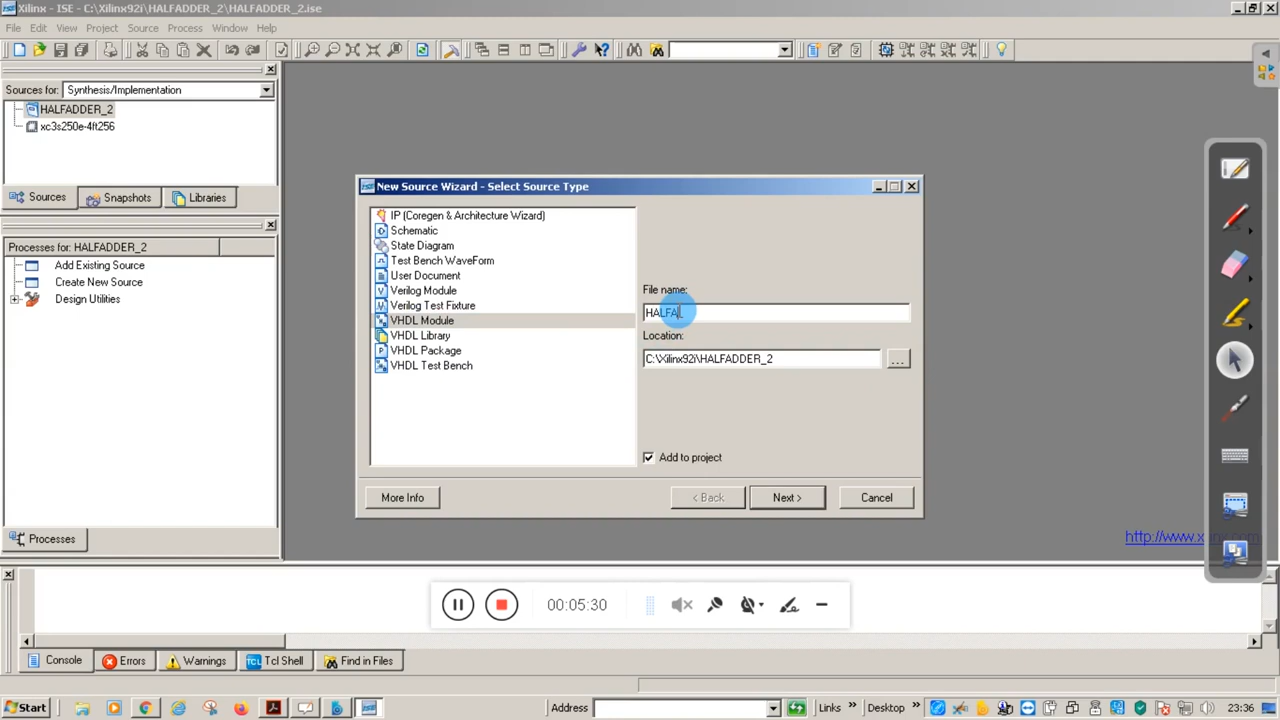 Xilinx - ISE - C:\Xilinx92i\HALFADDER_2\HALFADDER_2.ise
File Edit View Project Source Process Window Help
Sources for: Synthesis/Implementation
HALFADDER_2
xc3s250e-4ft256
Sources Snapshots Libraries
Processes for: HALFADDER_2
Add Existing Source
Create New Source
Design Utilities
Processes
New Source Wizard - Select Source Type
IP (Coregen & Architecture Wizard)
Schematic
State Diagram
Test Bench WaveForm
User Document
Verilog Module
Verilog Test Fixture
VHDL Module
VHDL Library
VHDL Package
VHDL Test Bench
File name:
HALFA
Location:
C:\Xilinx92i\HALFADDER_2
...
Add to project
More Info
< Back
Next >
Cancel
http://www.x
00:05:30
Console Errors Warnings TCL Tcl Shell Find in Files
Start
Address
Links »
Desktop »
23:36